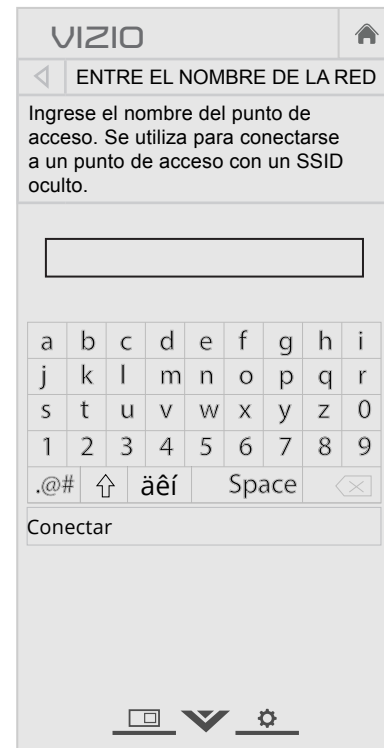 VIZIO
ENTRE EL NOMBRE DE LA RED
Ingrese el nombre del punto de
acceso. Se utiliza para conectarse
a un punto de acceso con un SSID
oculto.
a b c d e f g h i
j k l m n o p q r
s t u v w x y z 0
1 2 3 4 5 6 7 8 9
.@# äêí Space
Conectar